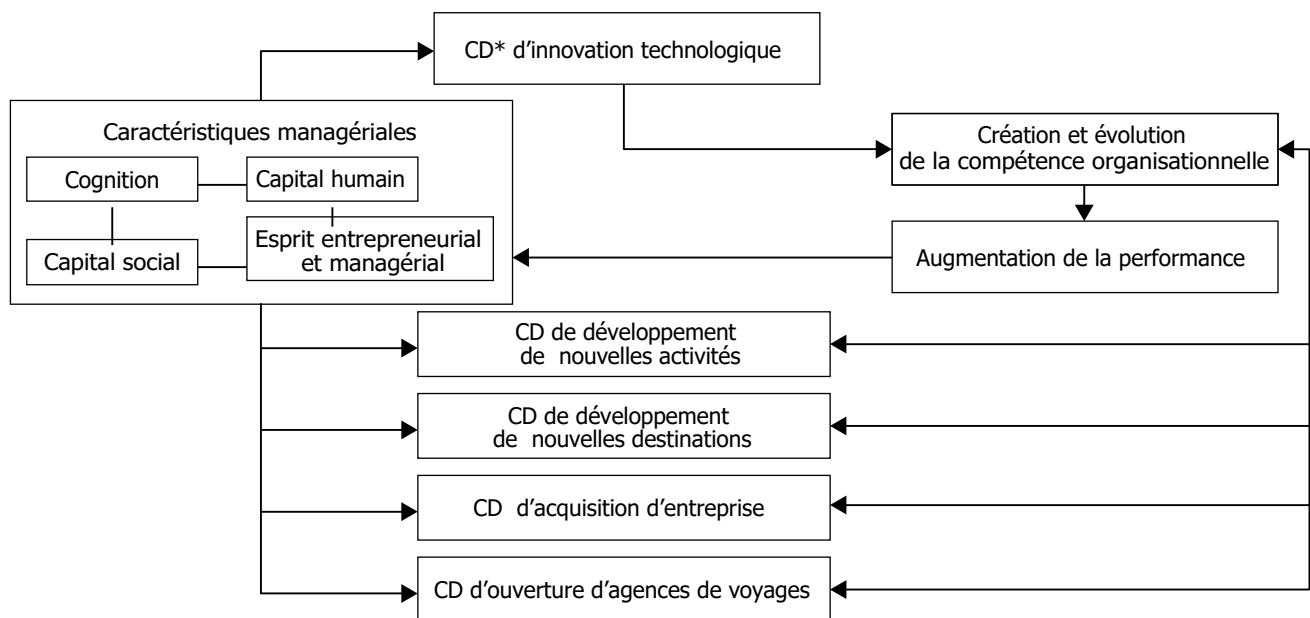 CD* d’innovation technologique
Caractéristiques managériales
Cognition
Capital humain
Capital social
Esprit entrepreneurial
et managérial
Création et évolution
de la compétence organisationnelle
Augmentation de la performance
CD de développement
de nouvelles activités
CD de développement
de nouvelles destinations
CD d’acquisition d’entreprise
CD d’ouverture d’agences de voyages